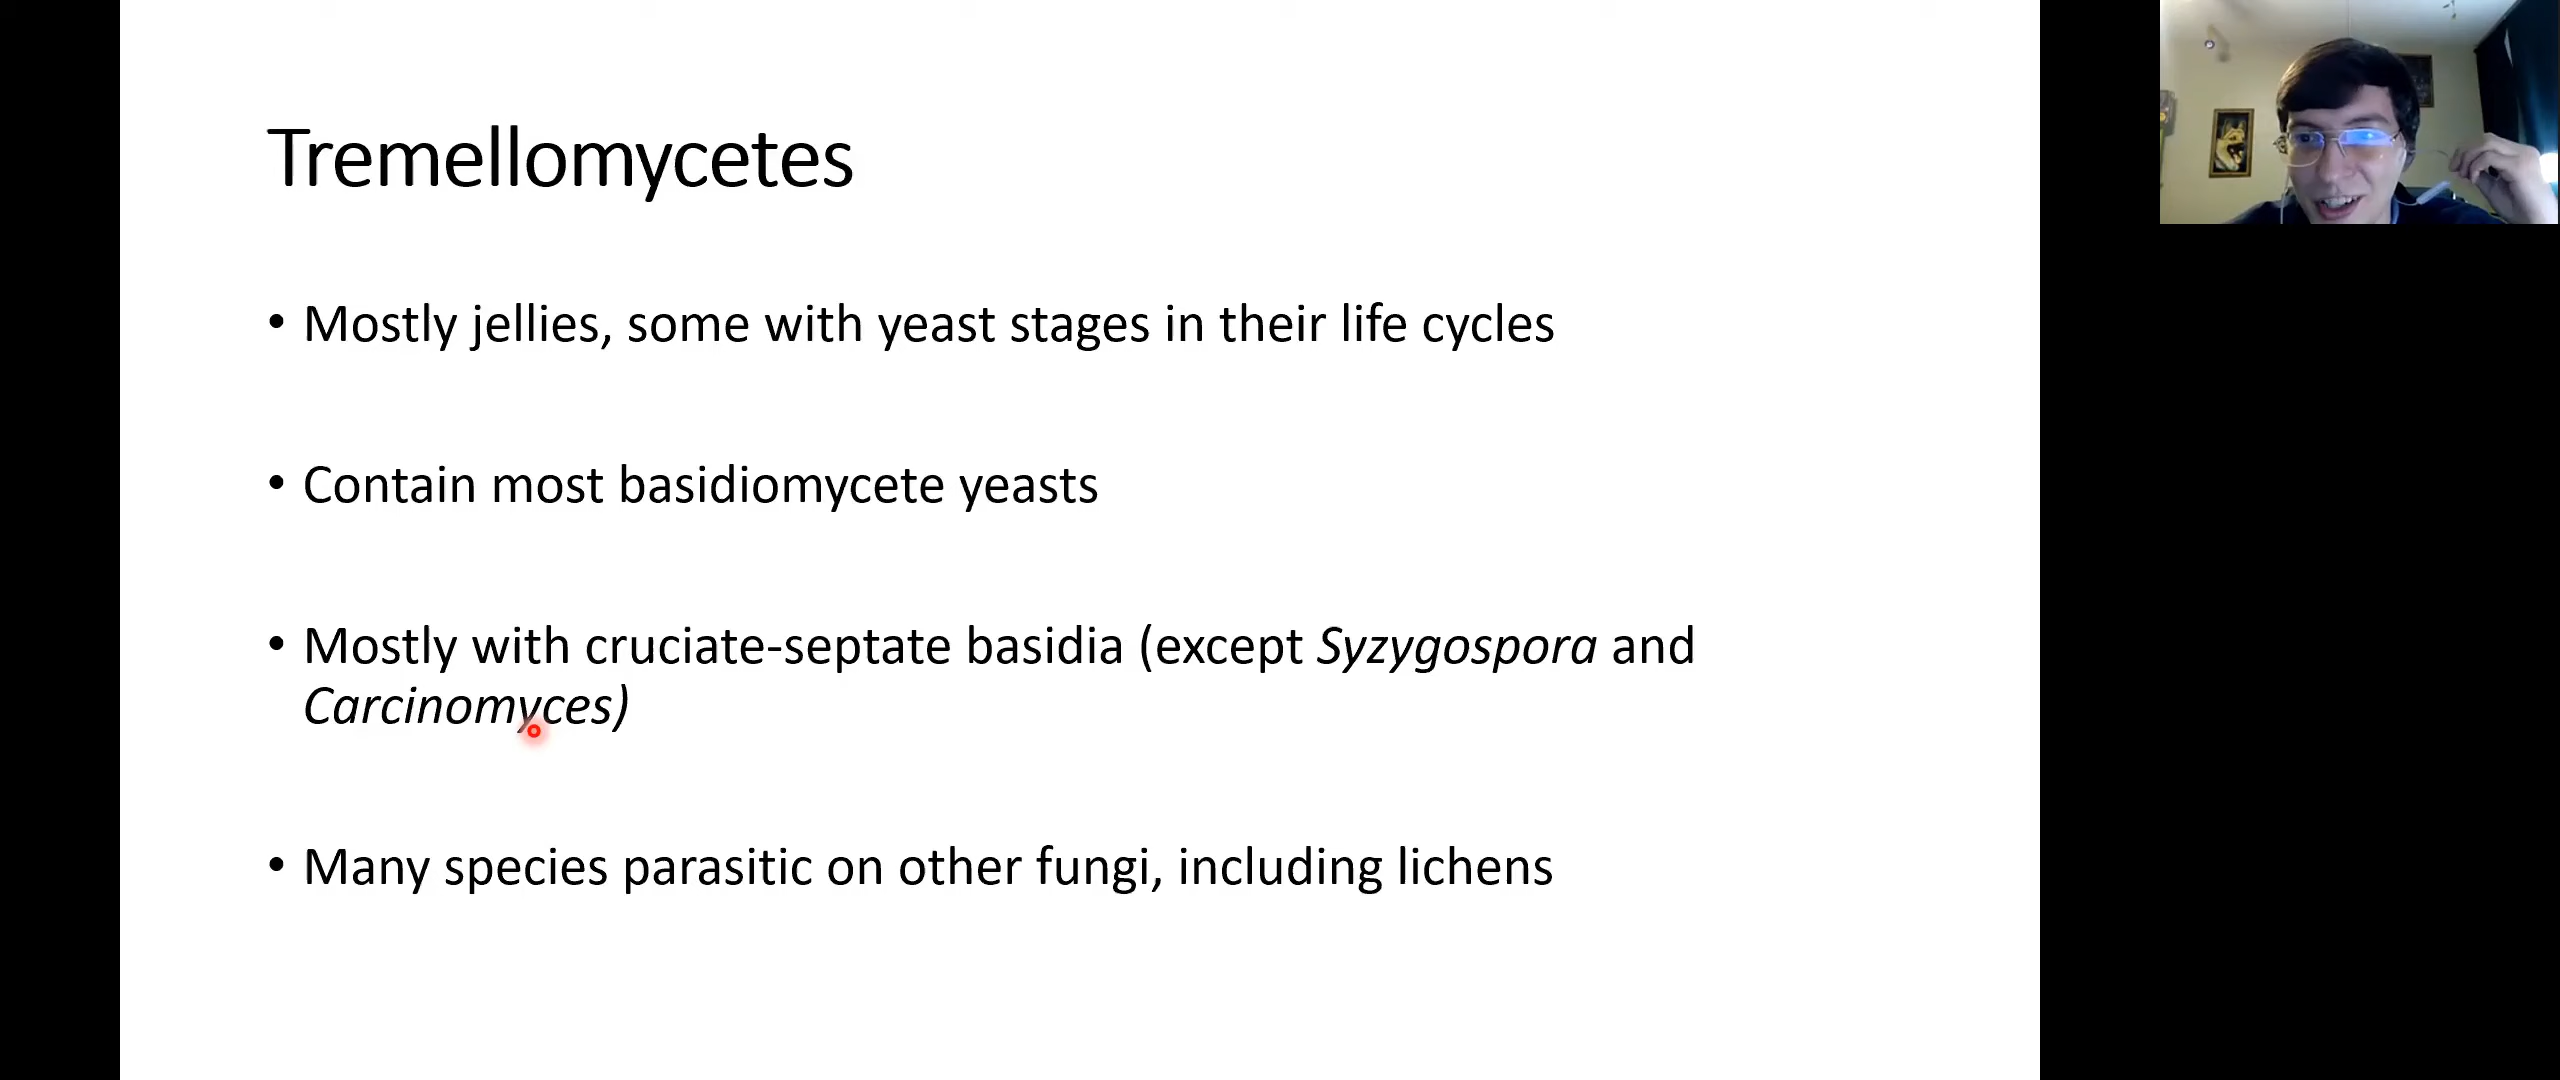 Tremellomycetes
• Mostly jellies, some with yeast stages in their life cycles
• Contain most basidiomycete yeasts
• Mostly with cruciate-septate basidia (except Syzygospora and
Carcinomyces)
• Many species parasitic on other fungi, including lichens